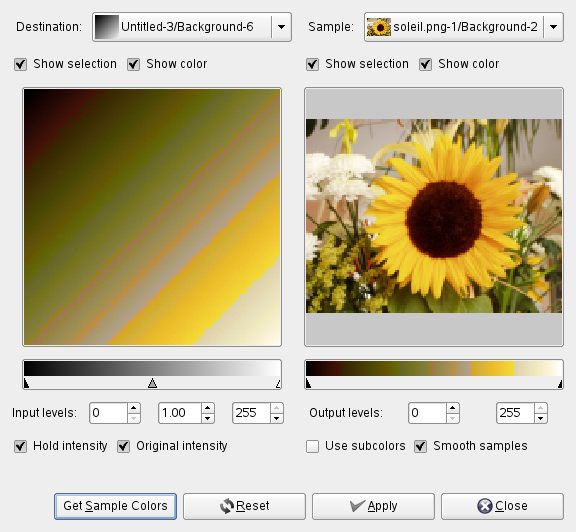 Destination: Untitled-3/Background-6 Sample: soleil.png-1/Background-2
Show selection Show color Show selection Show color
Input levels: 0 1.00 255 Output levels: 0 255
Hold intensity Original intensity Use subcolors Smooth samples
Get Sample Colors Reset Apply Close